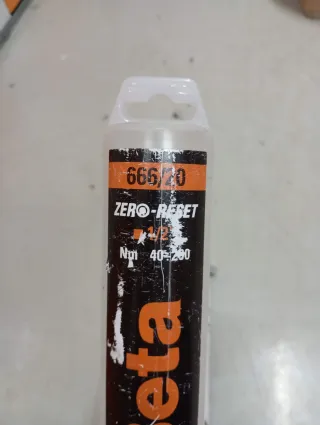 666/20
ZERO-RESET
1/2"
Nm 40-200
beta